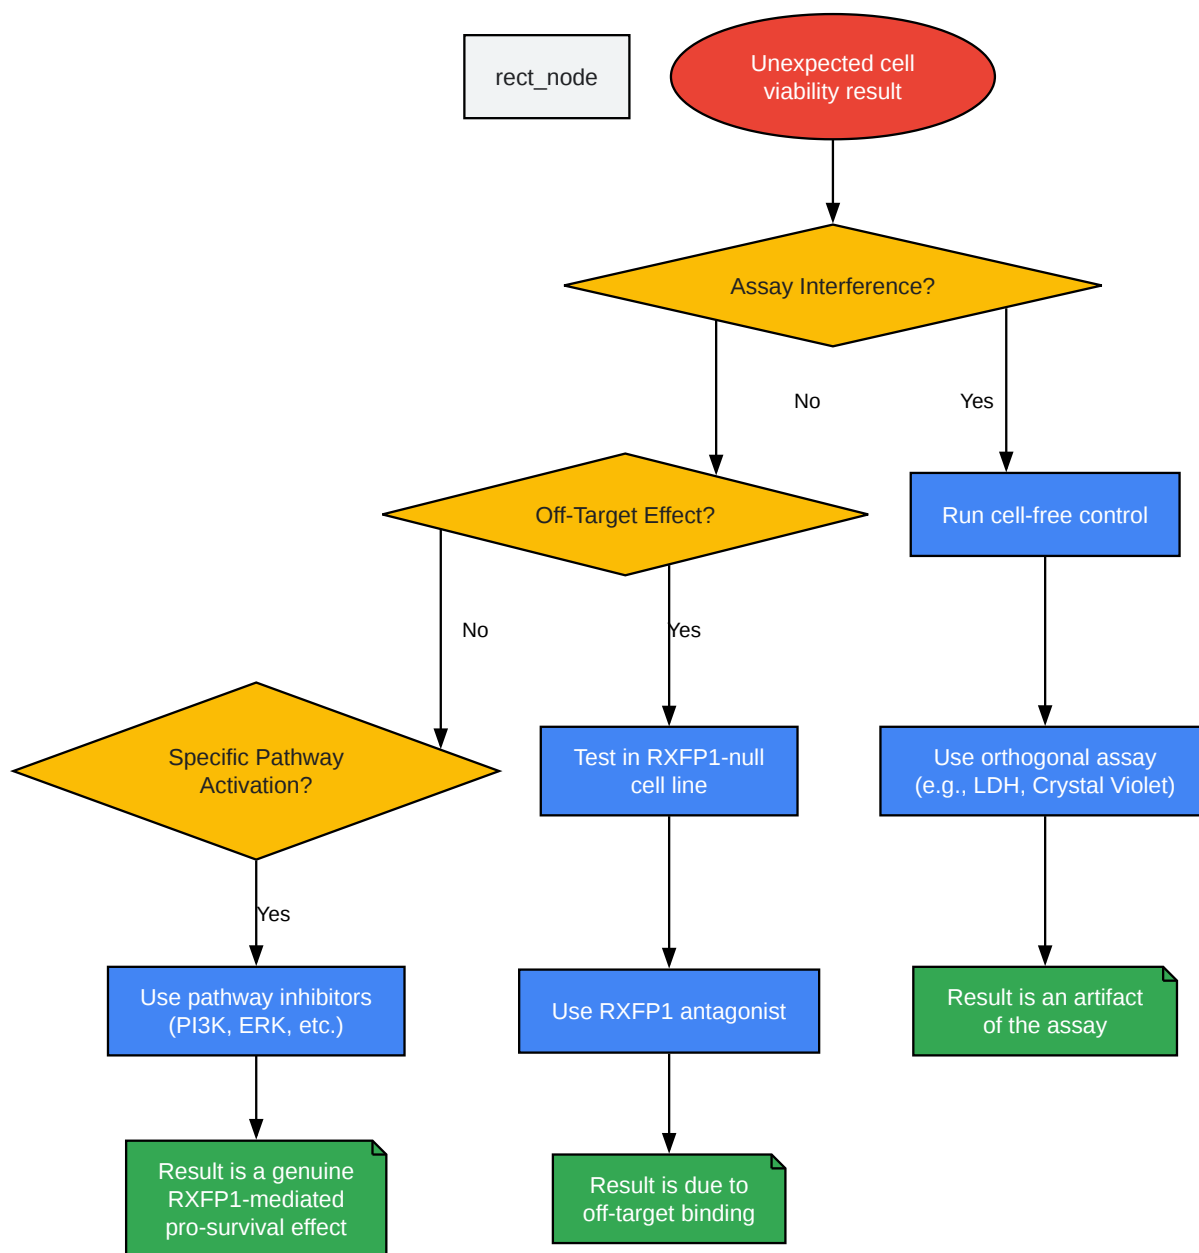 rect_node
Unexpected cell
viability result
Assay Interference?
No
Yes
Off-Target Effect?
Run cell-free control
No
Yes
Specific Pathway
Activation?
Test in RXFP1-null
cell line
Use orthogonal assay
(e.g., LDH, Crystal Violet)
Yes
Use pathway inhibitors
(PI3K, ERK, etc.)
Use RXFP1 antagonist
Result is an artifact
of the assay
Result is a genuine
RXFP1-mediated
pro-survival effect
Result is due to
off-target binding